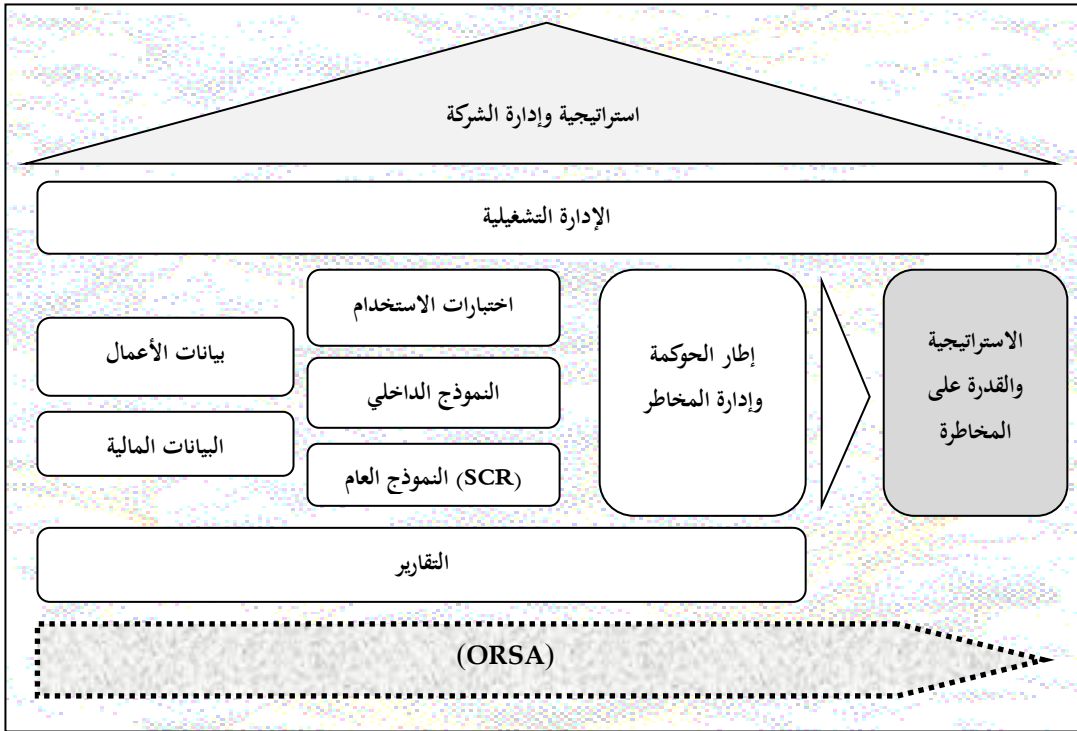 استراتيجية وإدارة الشركة
الإدارة التشغيلية
الاستراتيجية
والقدرة على
المخاطرة
إطار الحوكمة
وإدارة المخاطر
اختبارات الاستخدام
النموذج الداخلي
النموذج العام (SCR)
بيانات الأعمال
البيانات المالية
التقارير
(ORSA)